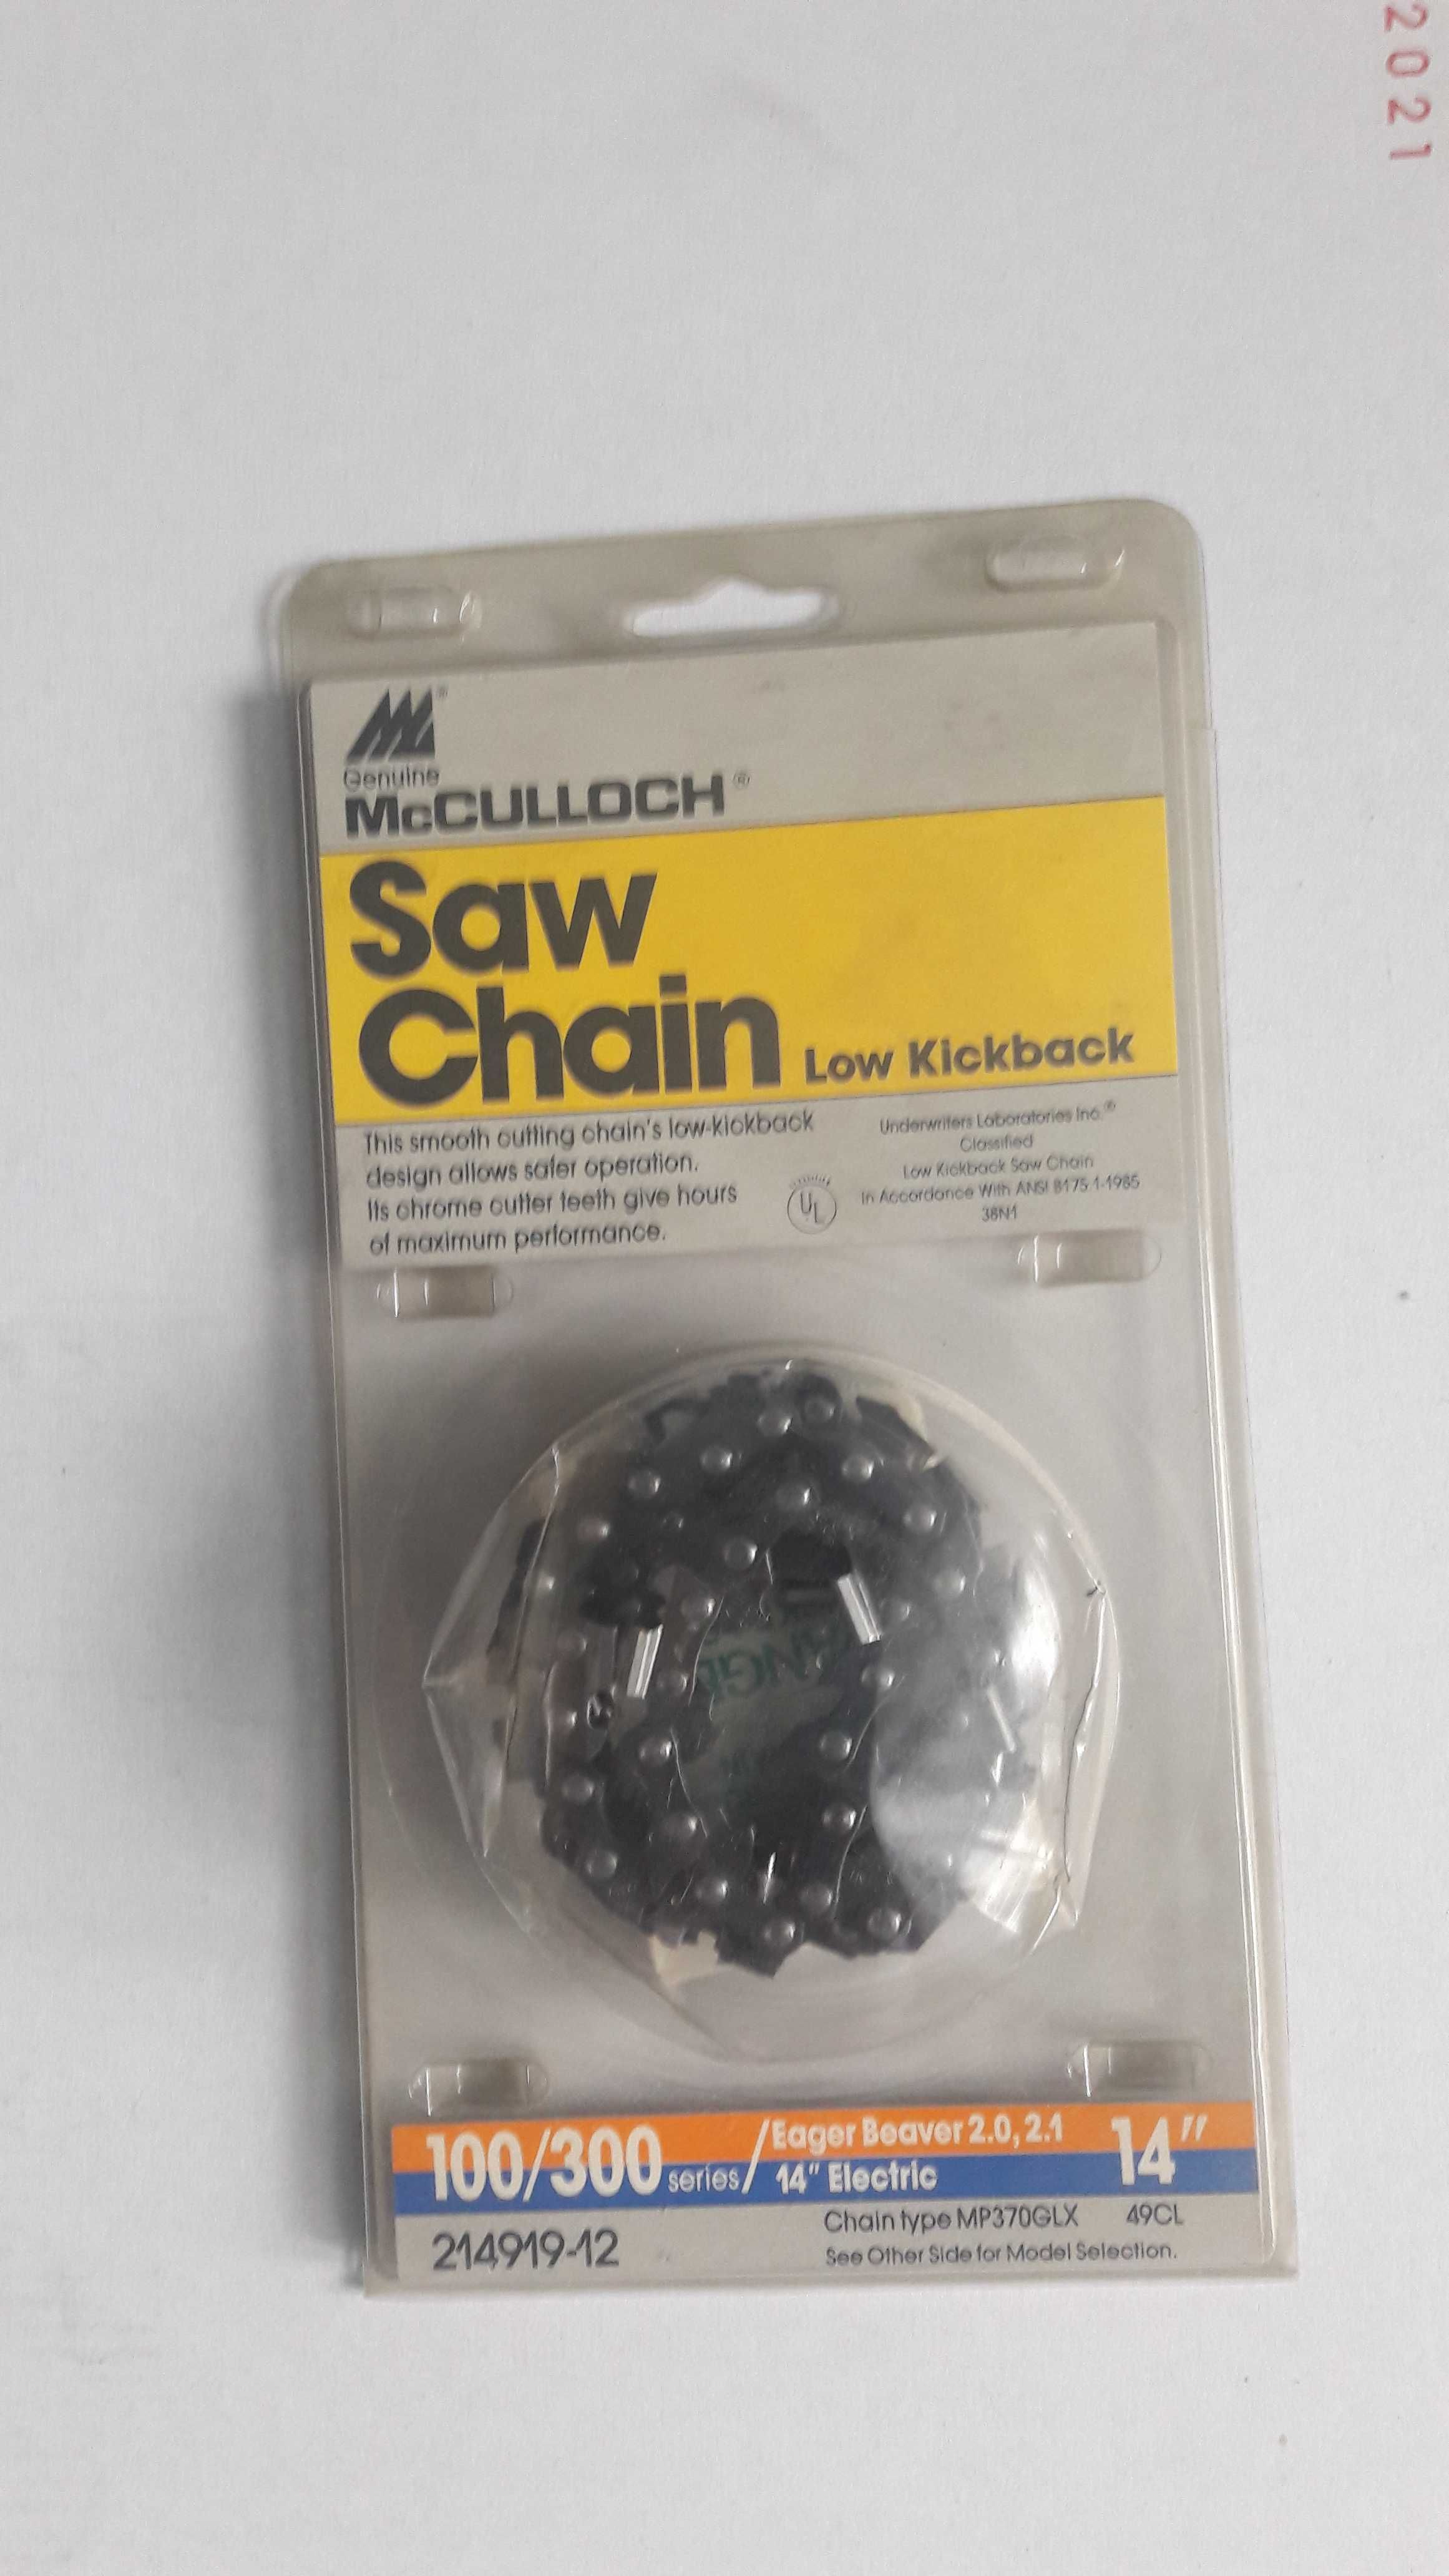 2021
Genuine
McCULLOCH®
Saw
Chain Low Kickback
This smooth cutting chain's low-kickback
design allows safer operation.
Its chrome cutter teeth give hours
of maximum performance.
UL
Underwriters Laboratories Inc.®
Classified
Low Kickback Saw Chain
In Accordance With ANSI B175.1-1985
38N1
100/300 series/
Eager Beaver 2.0, 2.1
14" Electric
14"
214919-12
Chain type MP370GLX 49CL
See Other Side for Model Selection.